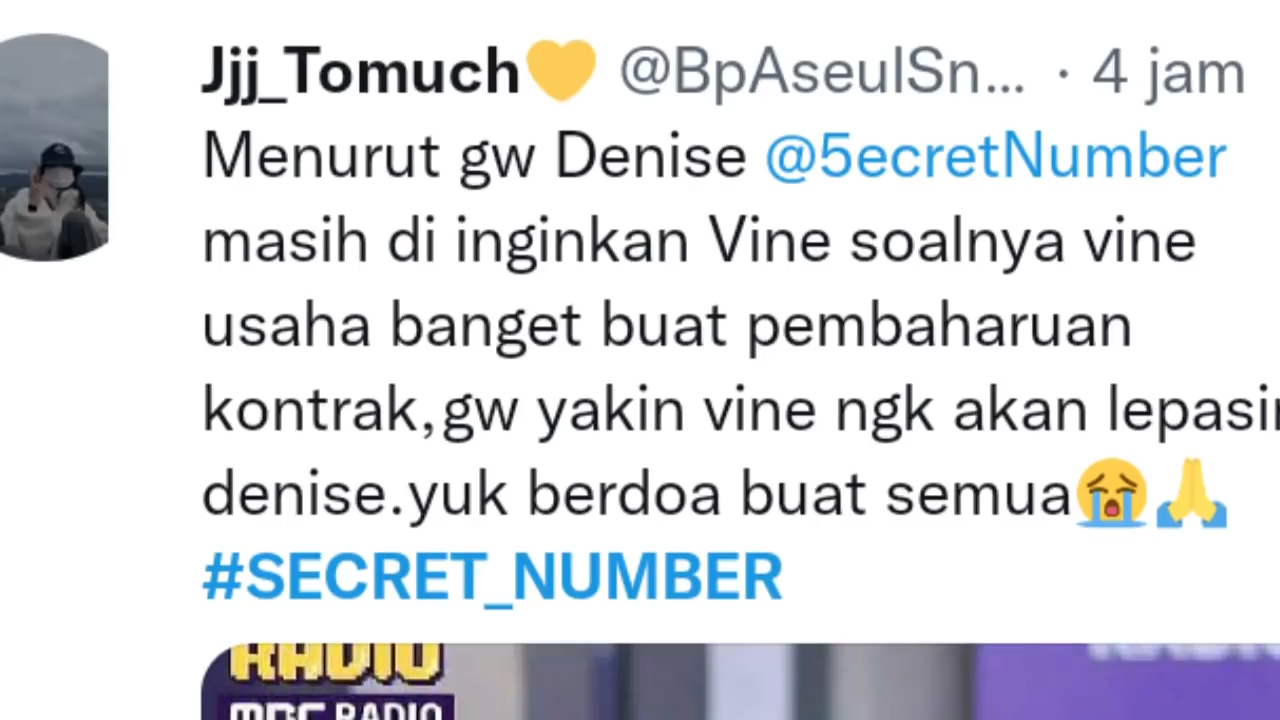 Jjj_Tomuch💛 @BpAseulSn... · 4 jam
Menurut gw Denise @5ecretNumber
masih di inginkan Vine soalnya vine
usaha banget buat pembaharuan
kontrak,gw yakin vine ngk akan lepasin
denise.yuk berdoa buat semua😭🙏
#SECRET_NUMBER
RADIO
MBC RADIO